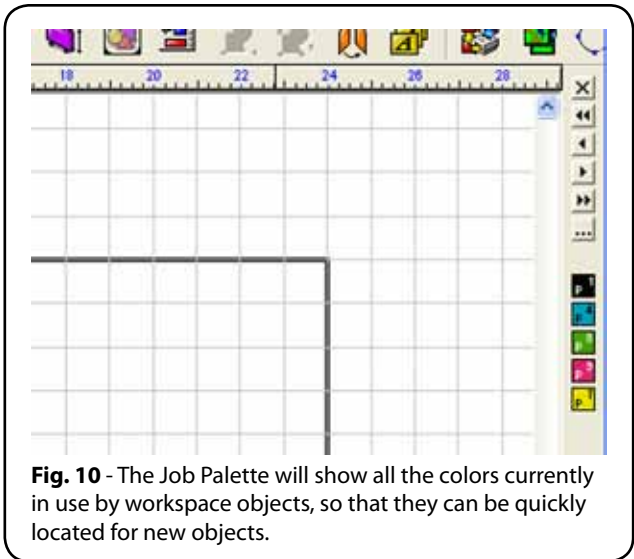 A
18 20 22 24 26 28
...
P 1
P
P
P
P
Fig. 10 - The Job Palette will show all the colors currently
in use by workspace objects, so that they can be quickly
located for new objects.